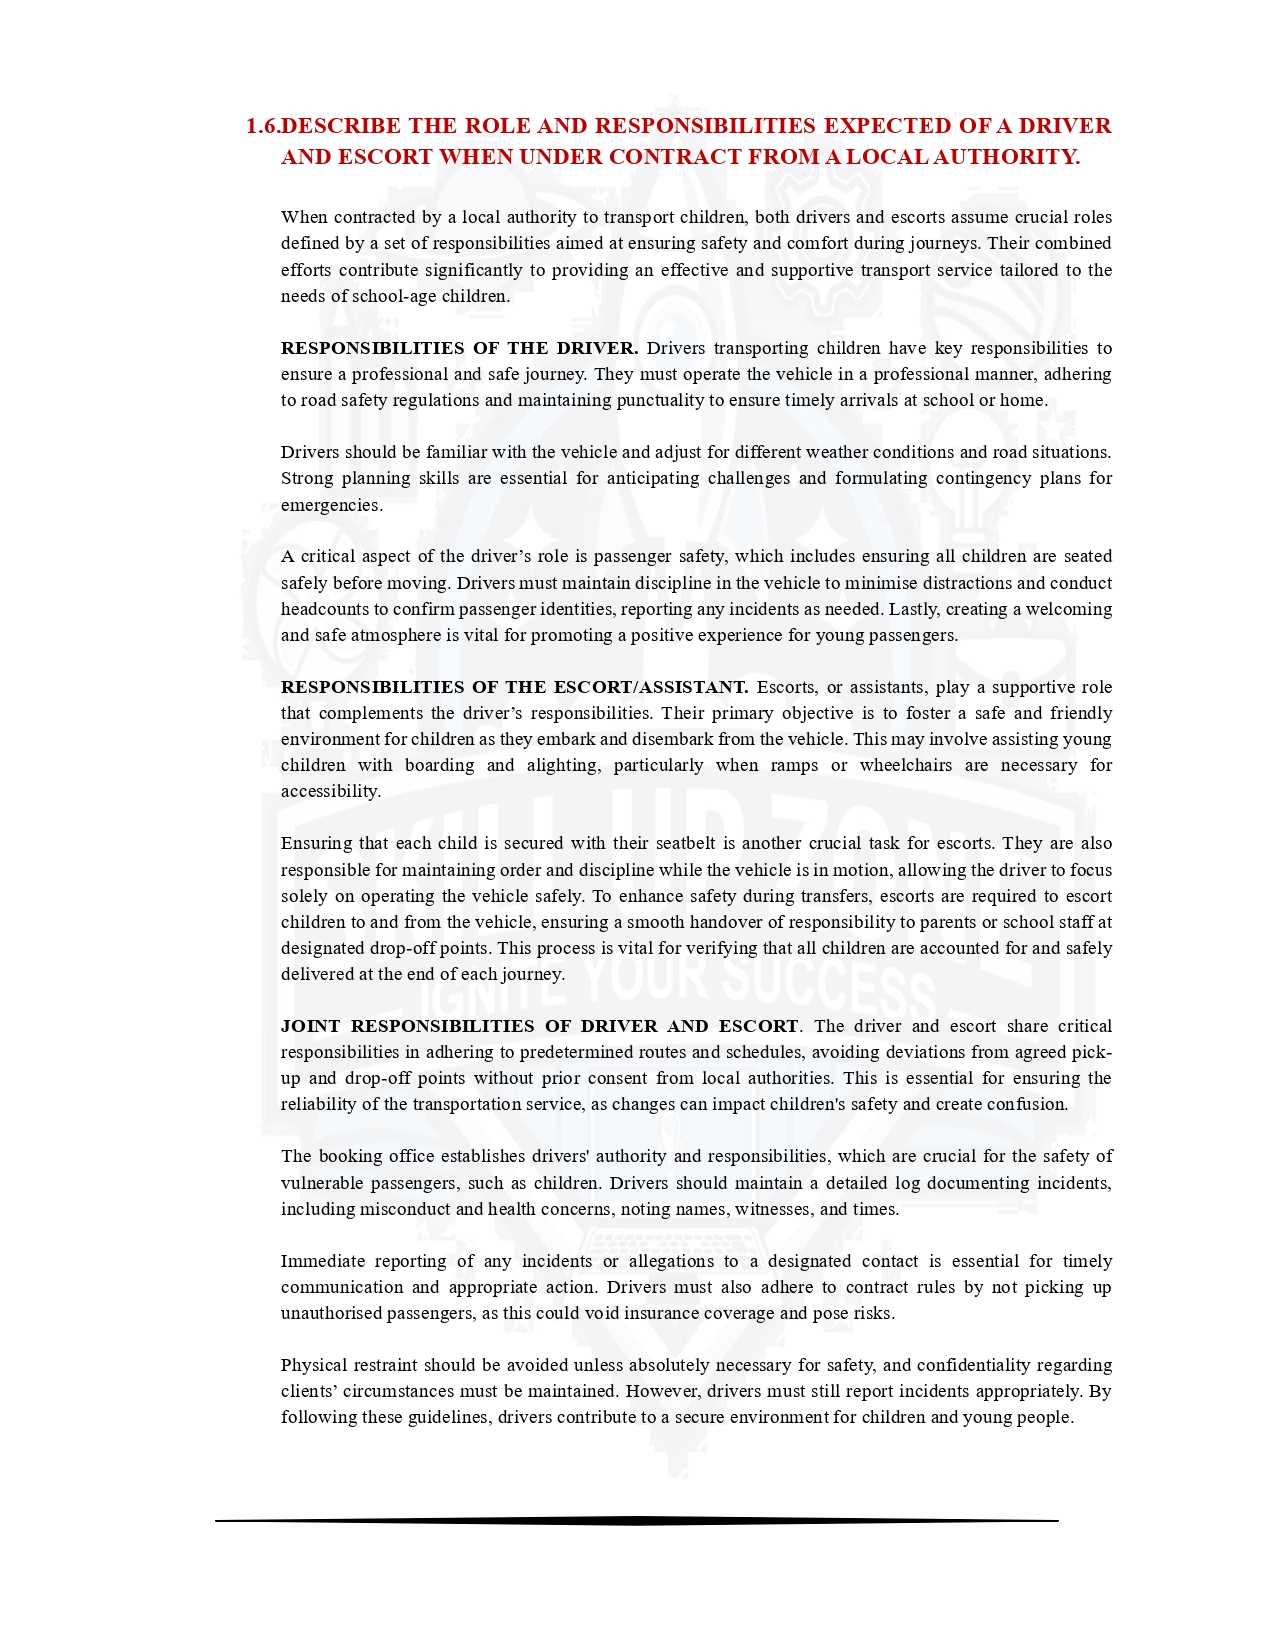 1.6.DESCRIBE THE ROLE AND RESPONSIBILITIES EXPECTED OF A DRIVER
AND ESCORT WHEN UNDER CONTRACT FROM A LOCAL AUTHORITY.
When contracted by a local authority to transport children, both drivers and escorts assume crucial roles
defined by a set of responsibilities aimed at ensuring safety and comfort during journeys. Their combined
efforts contribute significantly to providing an effective and supportive transport service tailored to the
needs of school-age children.
RESPONSIBILITIES OF THE DRIVER. Drivers transporting children have key responsibilities to
ensure a professional and safe journey. They must operate the vehicle in a professional manner, adhering
to road safety regulations and maintaining punctuality to ensure timely arrivals at school or home.
Drivers should be familiar with the vehicle and adjust for different weather conditions and road situations.
Strong planning skills are essential for anticipating challenges and formulating contingency plans for
emergencies.
A critical aspect of the driver’s role is passenger safety, which includes ensuring all children are seated
safely before moving. Drivers must maintain discipline in the vehicle to minimise distractions and conduct
headcounts to confirm passenger identities, reporting any incidents as needed. Lastly, creating a welcoming
and safe atmosphere is vital for promoting a positive experience for young passengers.
RESPONSIBILITIES OF THE ESCORT/ASSISTANT. Escorts, or assistants, play a supportive role
that complements the driver’s responsibilities. Their primary objective is to foster a safe and friendly
environment for children as they embark and disembark from the vehicle. This may involve assisting young
children with boarding and alighting, particularly when ramps or wheelchairs are necessary for
accessibility.
Ensuring that each child is secured with their seatbelt is another crucial task for escorts. They are also
responsible for maintaining order and discipline while the vehicle is in motion, allowing the driver to focus
solely on operating the vehicle safely. To enhance safety during transfers, escorts are required to escort
children to and from the vehicle, ensuring a smooth handover of responsibility to parents or school staff at
designated drop-off points. This process is vital for verifying that all children are accounted for and safely
delivered at the end of each journey.
SKILL UP ZONE
IGNITE YOUR SUCCESS
JOINT RESPONSIBILITIES OF DRIVER AND ESCORT. The driver and escort share critical
responsibilities in adhering to predetermined routes and schedules, avoiding deviations from agreed pick-
up and drop-off points without prior consent from local authorities. This is essential for ensuring the
reliability of the transportation service, as changes can impact children's safety and create confusion.
The booking office establishes drivers' authority and responsibilities, which are crucial for the safety of
vulnerable passengers, such as children. Drivers should maintain a detailed log documenting incidents,
including misconduct and health concerns, noting names, witnesses, and times.
Immediate reporting of any incidents or allegations to a designated contact is essential for timely
communication and appropriate action. Drivers must also adhere to contract rules by not picking up
unauthorised passengers, as this could void insurance coverage and pose risks.
Physical restraint should be avoided unless absolutely necessary for safety, and confidentiality regarding
clients’ circumstances must be maintained. However, drivers must still report incidents appropriately. By
following these guidelines, drivers contribute to a secure environment for children and young people.